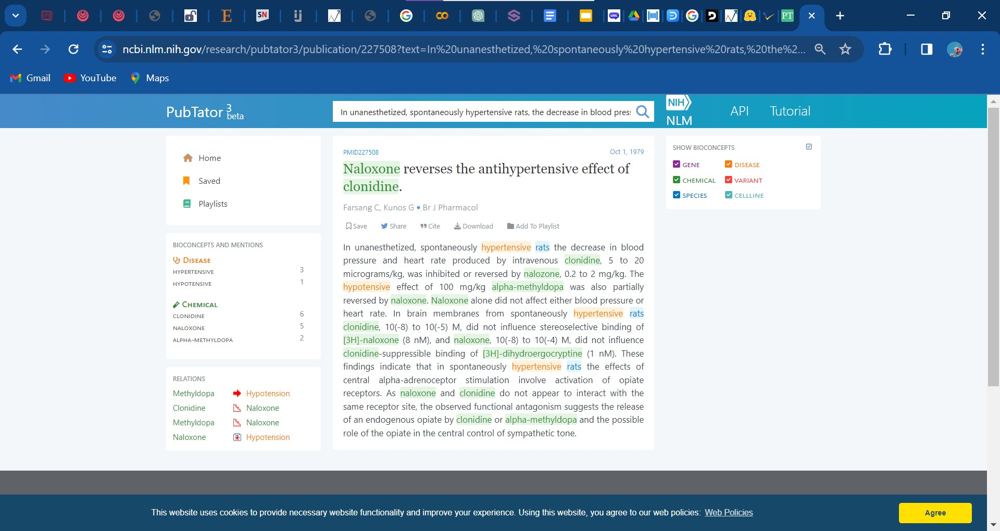 SN
UML
PT
ncbi.nlm.nih.gov/research/pubtator3/publication/227508?text=In%20unanesthetized,%20spontaneously%20hypertensive%20rats,%20the%2...
Gmail
YouTube
Maps
PubTator 3 beta
In unanesthetized, spontaneously hypertensive rats, the decrease in blood pres:
NIH
NLM
API
Tutorial
Home
Saved
Playlists
BIOCONCEPTS AND MENTIONS
DISEASE
HYPERTENSIVE 3
HYPOTENSIVE 1
CHEMICAL
CLONIDINE 6
NALOXONE 5
ALPHA-METHYLDOPA 2
RELATIONS
Methyldopa Hypotension
Clonidine Naloxone
Methyldopa Naloxone
Naloxone Hypotension
PMID227508 Oct 1, 1979
Naloxone reverses the antihypertensive effect of
clonidine.
Farsang C, Kunos G • Br J Pharmacol
Save Share Cite Download Add To Playlist
In unanesthetized, spontaneously hypertensive rats the decrease in blood
pressure and heart rate produced by intravenous clonidine, 5 to 20
micrograms/kg, was inhibited or reversed by nalozone, 0.2 to 2 mg/kg. The
hypotensive effect of 100 mg/kg alpha-methyldopa was also partially
reversed by naloxone. Naloxone alone did not affect either blood pressure or
heart rate. In brain membranes from spontaneously hypertensive rats
clonidine, 10(-8) to 10(-5) M, did not influence stereoselective binding of
[3H]-naloxone (8 nM), and naloxone, 10(-8) to 10(-4) M, did not influence
clonidine-suppressible binding of [3H]-dihydroergocryptine (1 nM). These
findings indicate that in spontaneously hypertensive rats the effects of
central alpha-adrenoceptor stimulation involve activation of opiate
receptors. As naloxone and clonidine do not appear to interact with the
same receptor site, the observed functional antagonism suggests the release
of an endogenous opiate by clonidine or alpha-methyldopa and the possible
role of the opiate in the central control of sympathetic tone.
SHOW BIOCONCEPTS
GENE DISEASE
CHEMICAL VARIANT
SPECIES CELLLINE
This website uses cookies to provide necessary website functionality and improve your experience. Using this website, you agree to our web policies: Web Policies
Agree